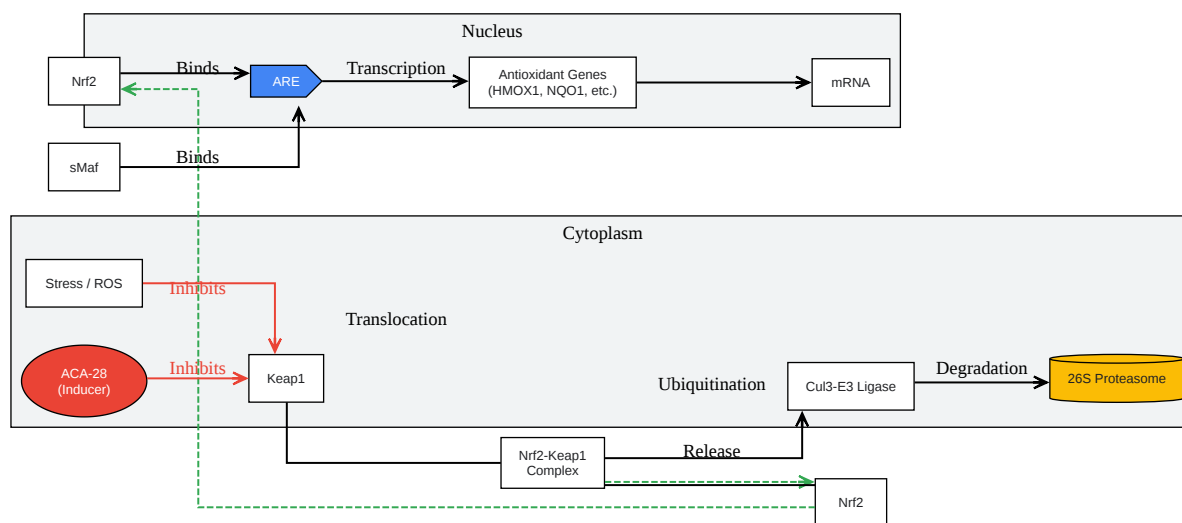 Nucleus
Nrf2
Binds
ARE
Transcription
Antioxidant Genes
(HMOX1, NQO1, etc.)
mRNA
sMaf
Binds
Cytoplasm
Stress / ROS
Inhibits
Translocation
ACA-28
(Inducer)
Inhibits
Keap1
Ubiquitination
Cul3-E3 Ligase
Degradation
26S Proteasome
Nrf2-Keap1
Complex
Release
Nrf2